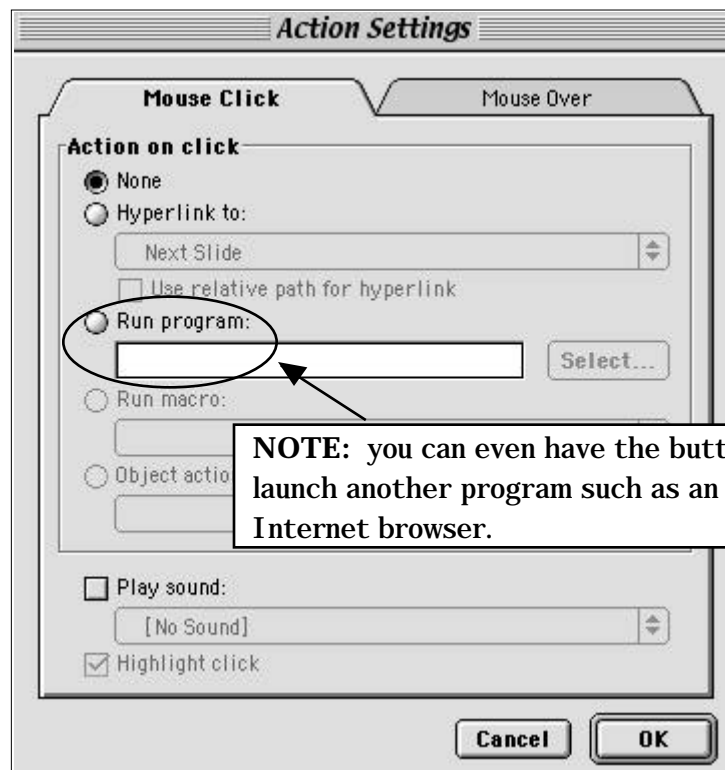 Action Settings
Mouse Click
Mouse Over
Action on click
None
Hyperlink to:
Next Slide
Use relative path for hyperlink
Run program:
Select...
Run macro:
Object actio
NOTE: you can even have the butt
launch another program such as an
Internet browser.
Play sound:
[No Sound]
Highlight click
Cancel
OK